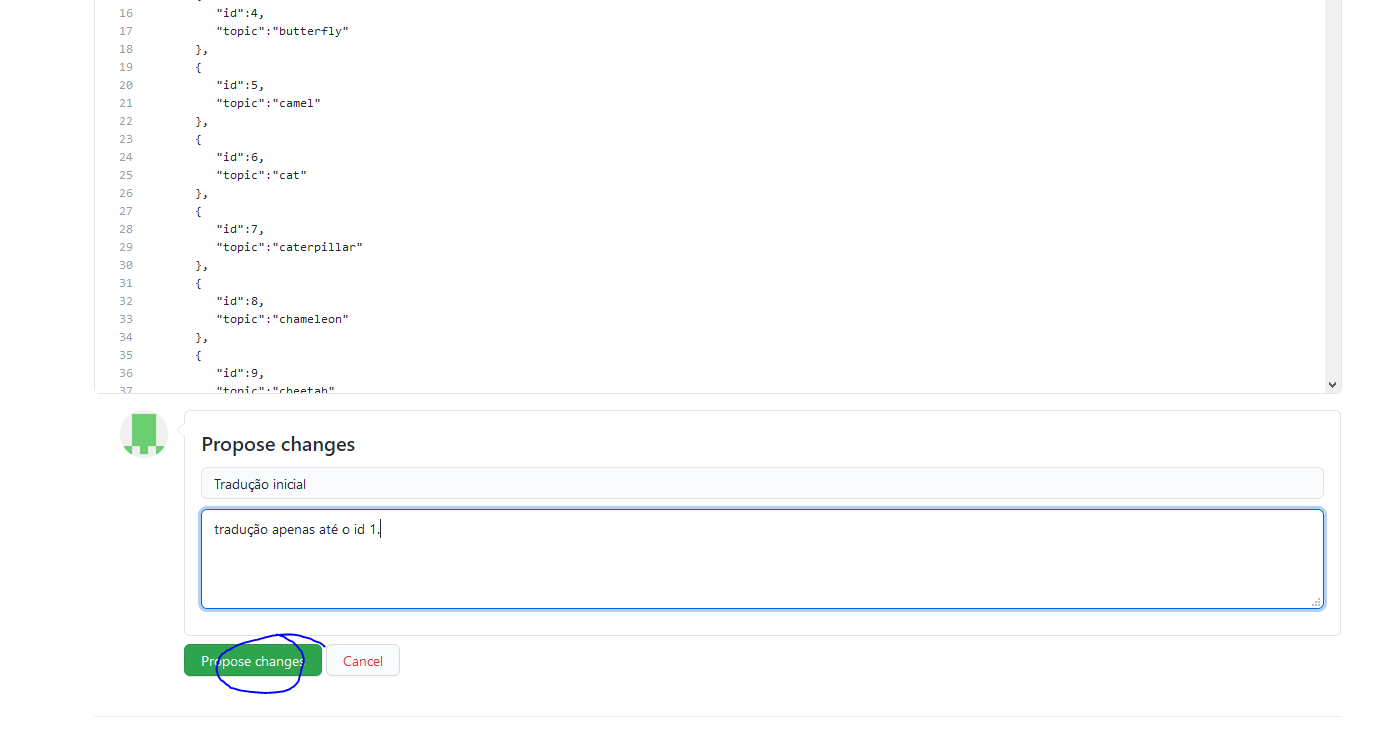 16 "id":4,
17 "topic":"butterfly"
18 },
19 {
20 "id":5,
21 "topic":"camel"
22 },
23 {
24 "id":6,
25 "topic":"cat"
26 },
27 {
28 "id":7,
29 "topic":"caterpillar"
30 },
31 {
32 "id":8,
33 "topic":"chameleon"
34 },
35 {
36 "id":9,
37 "topic":"cheetah"
Propose changes
Tradução inicial
tradução apenas até o id 1.
Propose changes Cancel